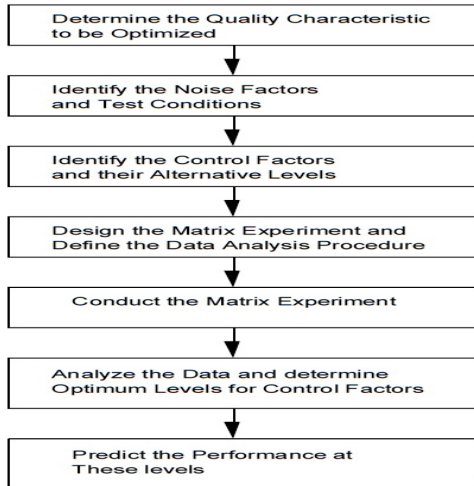 Determine the Quality Characteristic
to be Optimized
Identify the Noise Factors
and Test Conditions
Identify the Control Factors
and their Alternative Levels
Design the Matrix Experiment and
Define the Data Analysis Procedure
Conduct the Matrix Experiment
Analyze the Data and determine
Optimum Levels for Control Factors
Predict the Performance at
These levels